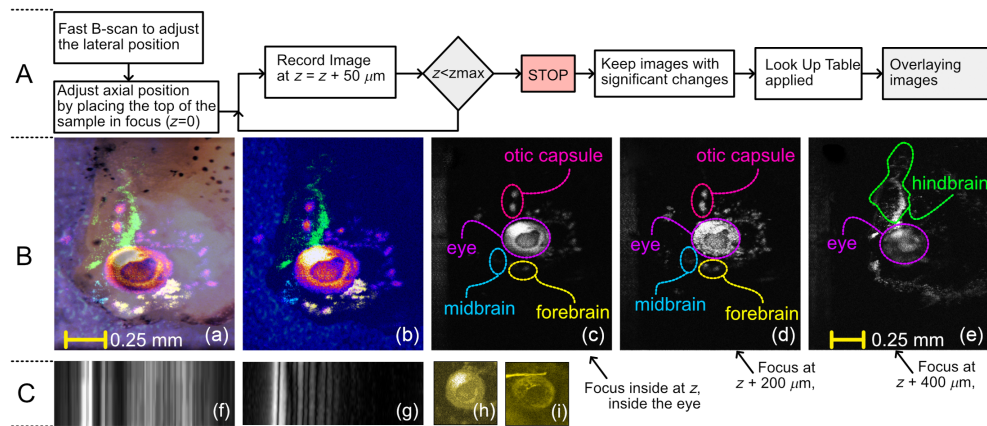 A
Fast B-scan to adjust
the lateral position
Adjust axial position
by placing the top of the
sample in focus (z=0)
Record Image
at z = z + 50 μm
z<zmax
STOP
Keep images with
significant changes
Look Up Table
applied
Overlaying
images
B
0.25 mm
(a)
(b)
otic capsule
eye
midbrain
forebrain
(c)
otic capsule
eye
midbrain
forebrain
(d)
hindbrain
eye
0.25 mm
(e)
C
(f)
(g)
(h)
(i)
Focus inside at z,
inside the eye
Focus at
z + 200 μm,
Focus at
z + 400 μm,